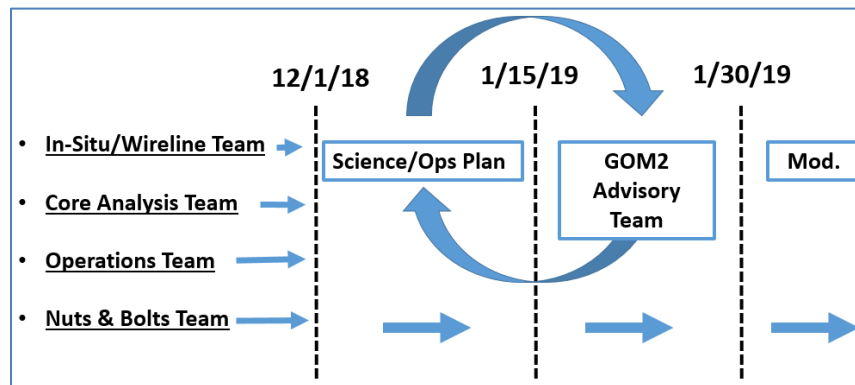 12/1/18 1/15/19 1/30/19
• In-Situ/Wireline Team
• Core Analysis Team
• Operations Team
• Nuts & Bolts Team
Science/Ops Plan
GOM2
Advisory
Team
Mod.